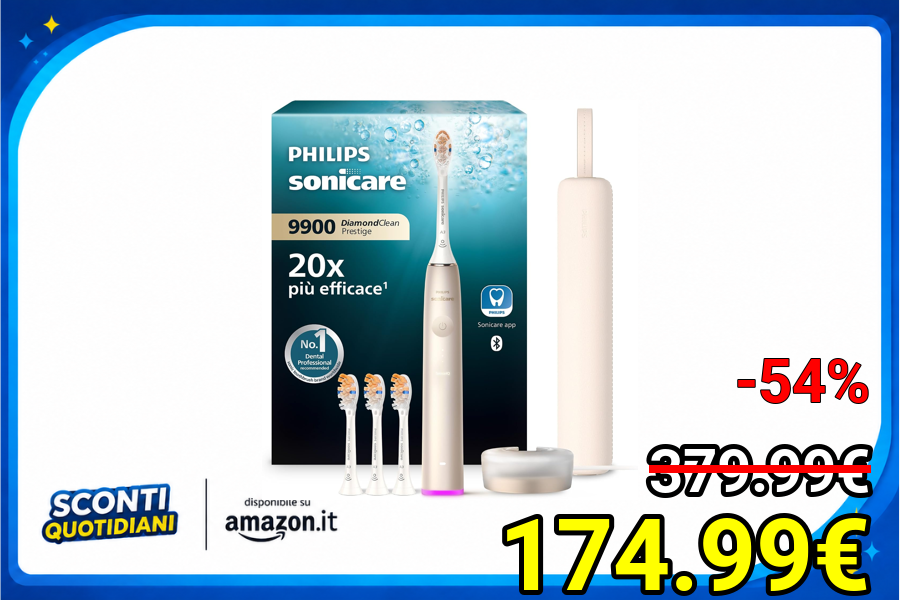 PHILIPS
sonicare
9900 DiamondClean
Prestige
20x
più efficace¹
No.1
Dental
Professional
recommended
PHILIPS
Sonicare app
-54%
379.99€
174.99€
SCONTI
QUOTIDIANI
disponibile su
amazon.it